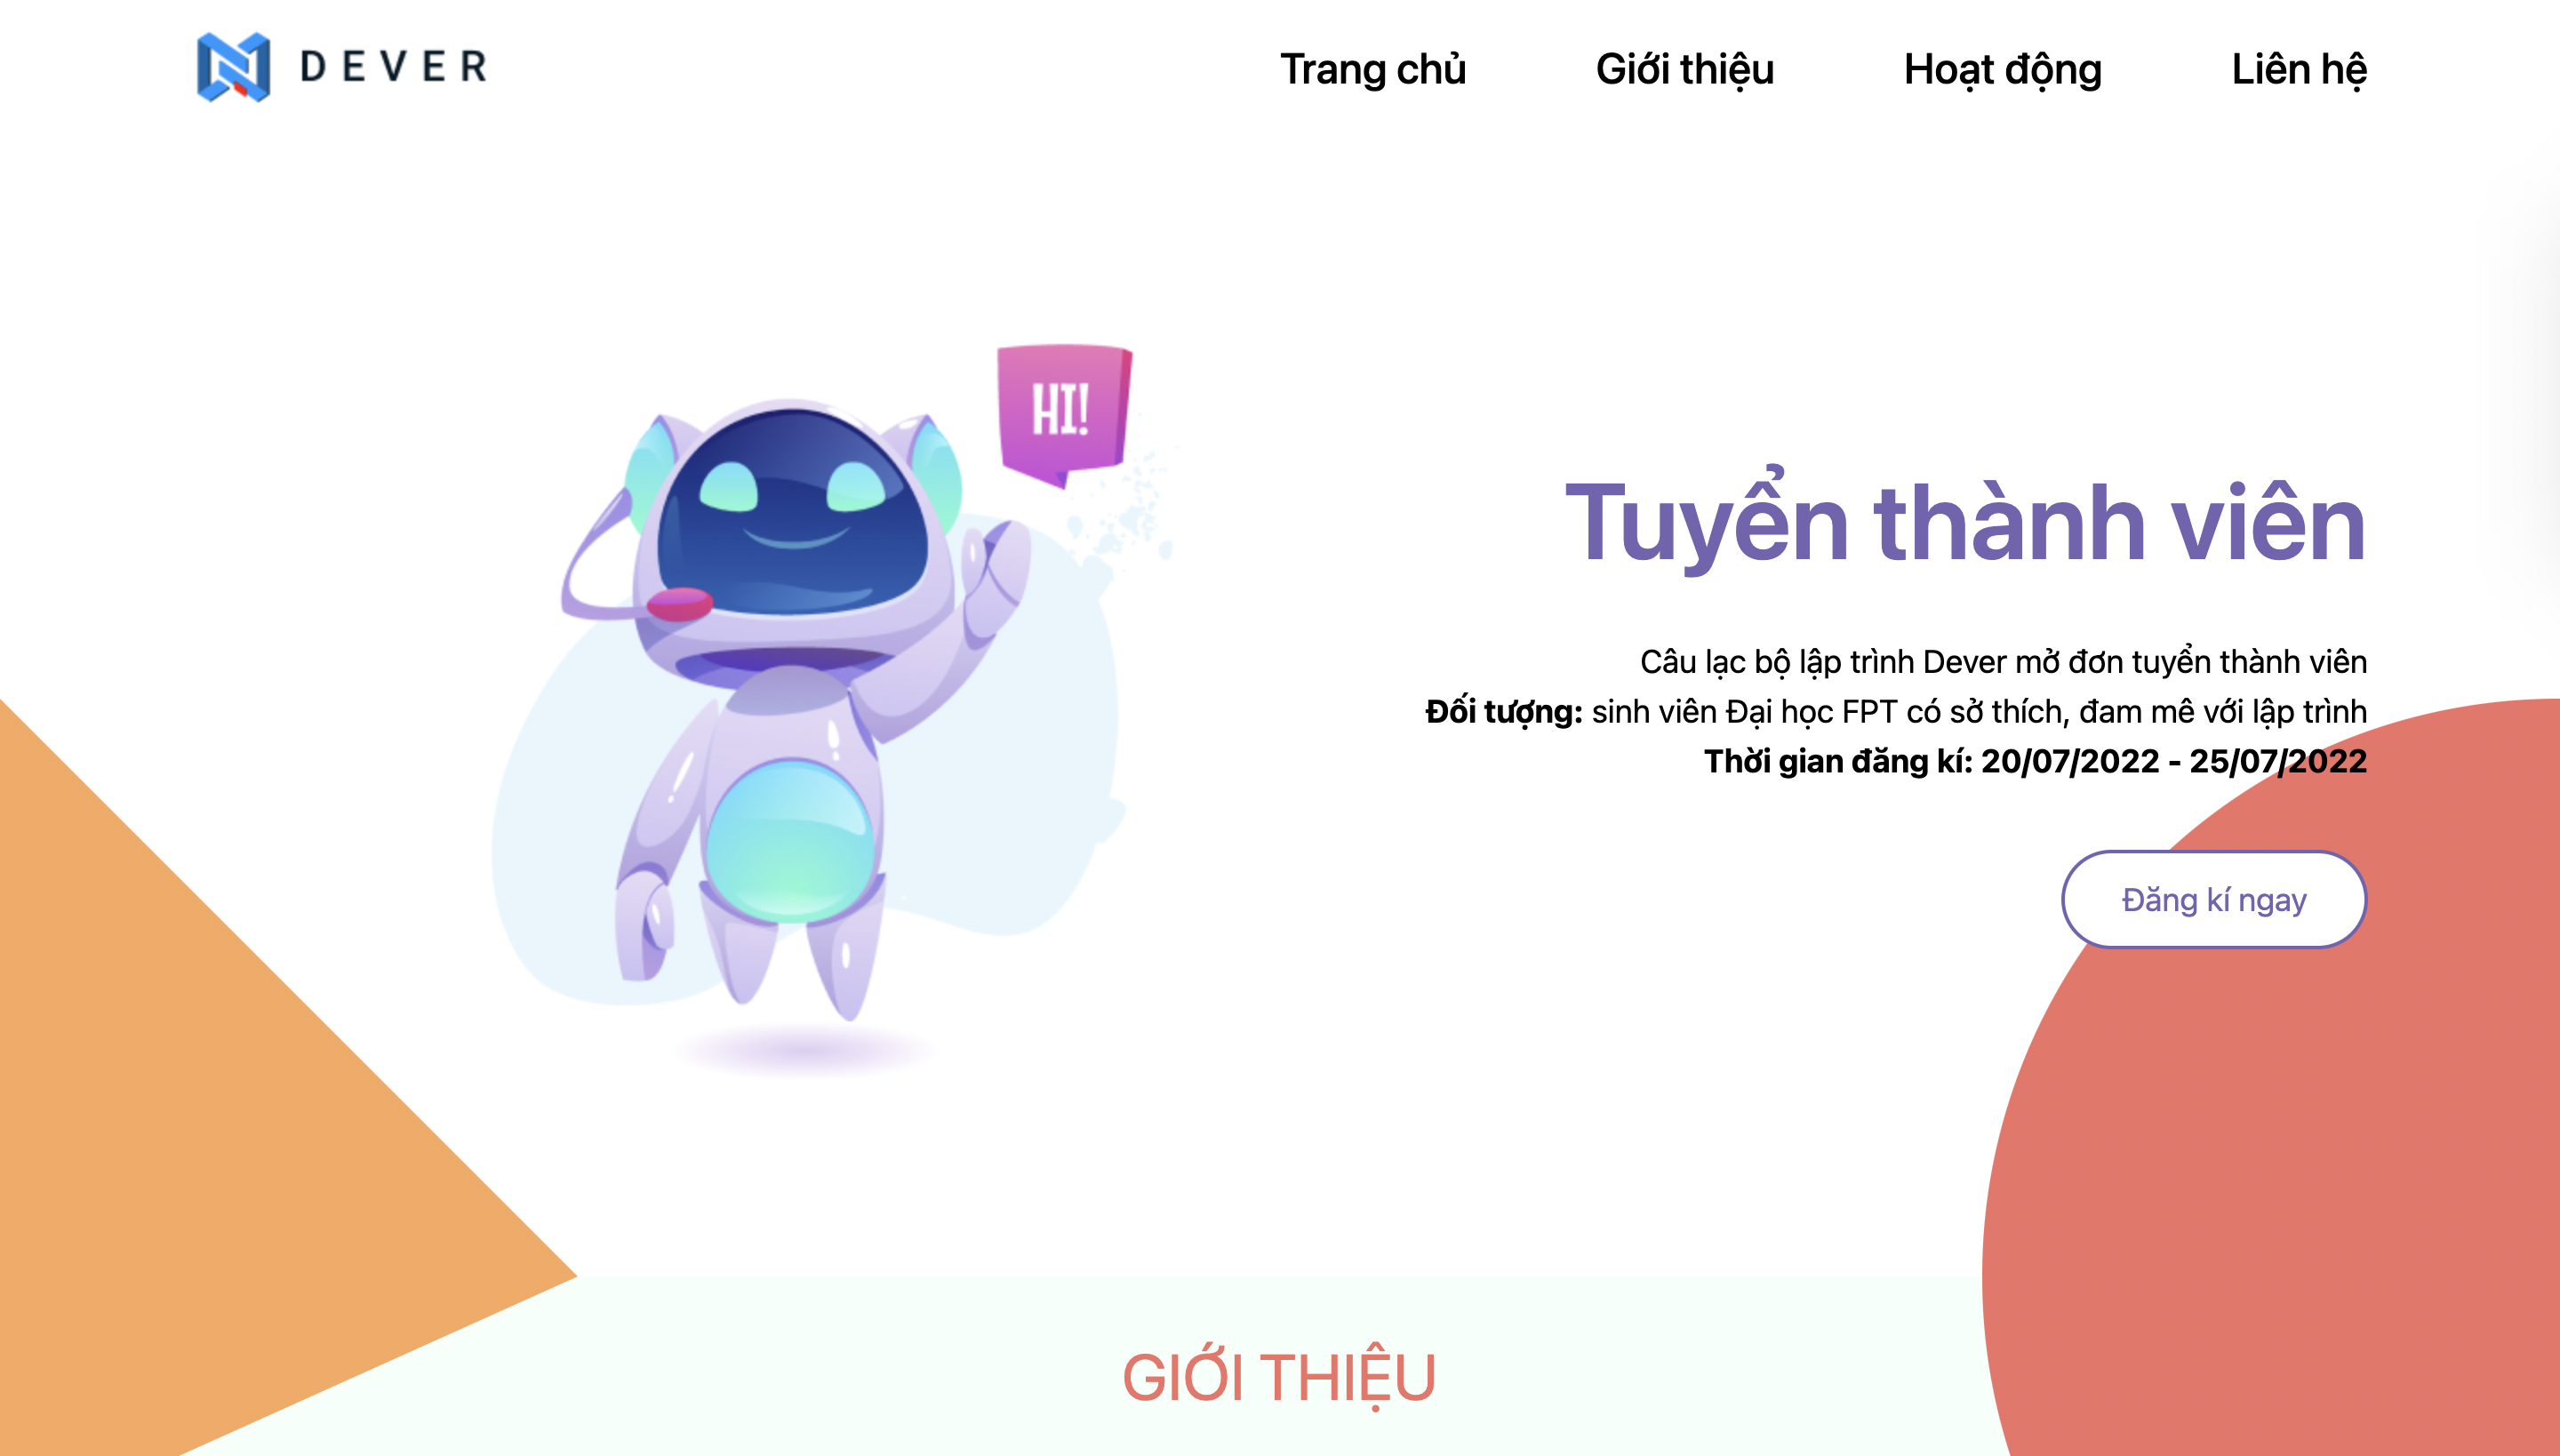 DEVER
Trang chủ
Giới thiệu
Hoạt động
Liên hệ
HI!
Tuyển thành viên
Câu lạc bộ lập trình Dever mở đơn tuyển thành viên
Đối tượng: sinh viên Đại học FPT có sở thích, đam mê với lập trình
Thời gian đăng kí: 20/07/2022 - 25/07/2022
Đăng kí ngay
GIỚI THIỆU